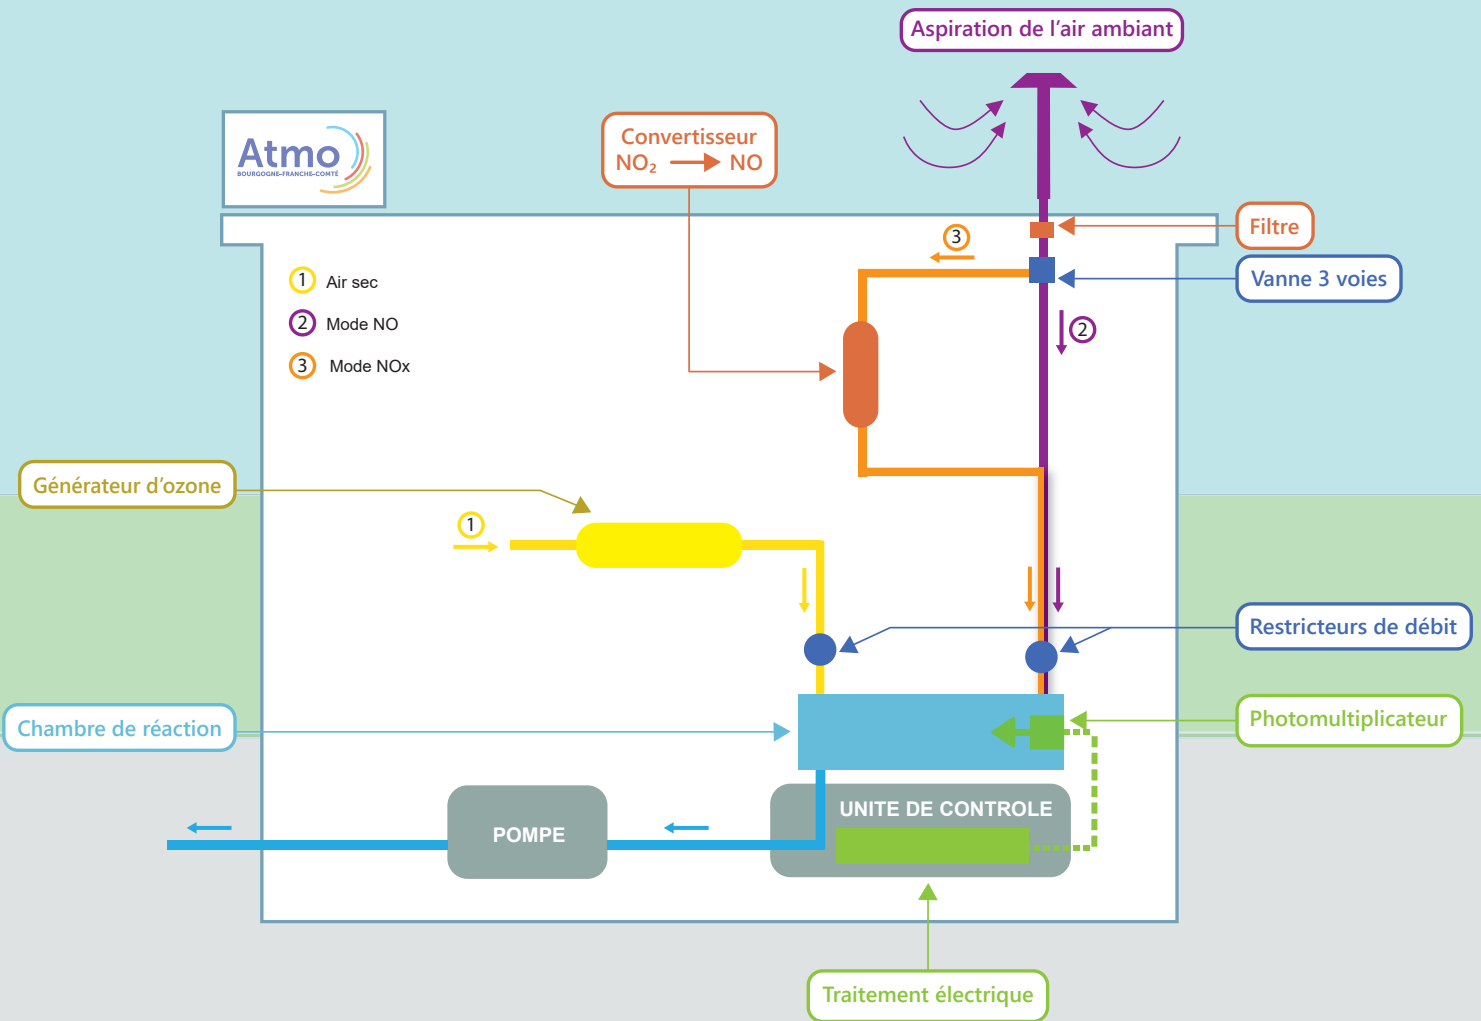 Aspiration de l'air ambiant
Atmo
BOURGOGNE-FRANCHE-COMTÉ
Convertisseur
NO₂ → NO
Filtre
3
Vanne 3 voies
1 Air sec
2 Mode NO
2
3 Mode NOx
Générateur d'ozone
1
Restricteurs de débit
Chambre de réaction
Photomultiplicateur
UNITE DE CONTROLE
POMPE
Traitement électrique